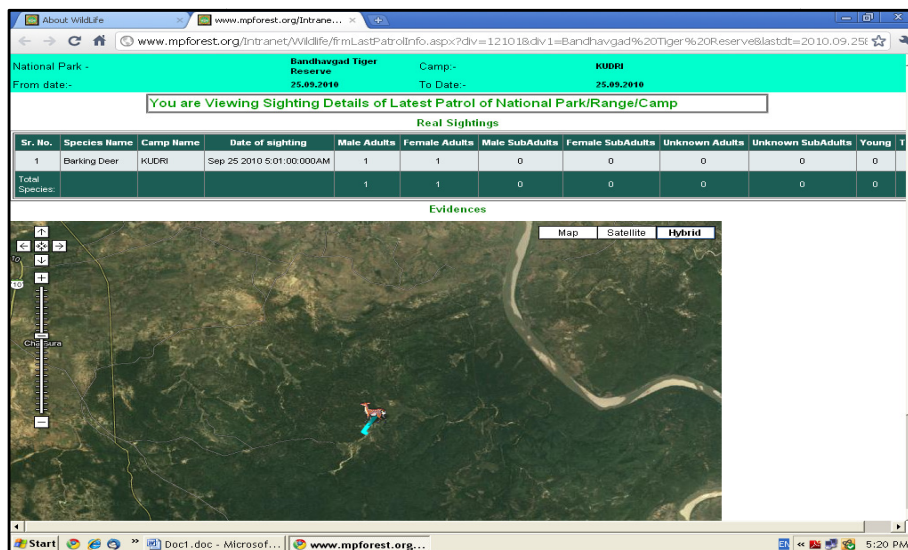 About WildLife
www.mpforest.org/Intrane...
www.mpforest.org/Intranet/Wildlife/frmLastPatrolInfo.aspx?div=12101&div1=Bandhavgad%20Tiger%20Reserve&lastdt=2010.09.258
National Park - Bandhavgad Tiger Reserve Camp:- KUDRI
From date:- 25.09.2010 To Date:- 25.09.2010
You are Viewing Sighting Details of Latest Patrol of National Park/Range/Camp
Real Sightings
Sr. No. Species Name Camp Name Date of sighting Male Adults Female Adults Male SubAdults Female SubAdults Unknown Adults Unknown SubAdults Young T
1 Barking Deer KUDRI Sep 25 2010 5:01:00:000AM 1 1 0 0 0 0 0
Total Species: 1 1 0 0 0 0 0
Evidences
Map Satellite Hybrid
10
10
Start Doc1.doc - Microsof... www.mpforest.org... EN 5:20 PM